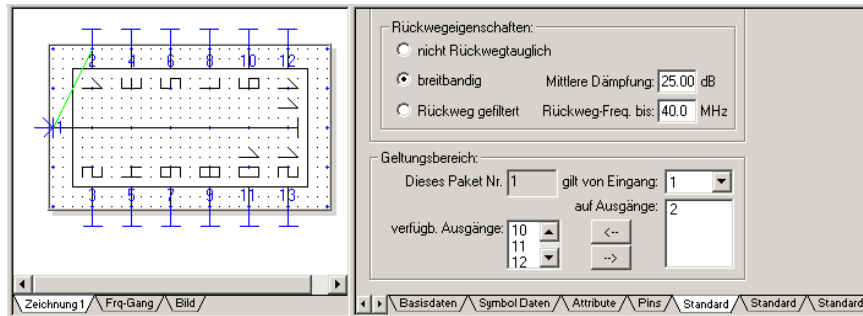 2 4 6 8 10 12
1
3 5 7 9 11 13
Zeichnung1 Frq-Gang Bild
Rückwegeigenschaften:
nicht Rückwegtauglich
breitbandig Mittlere Dämpfung: 25.00 dB
Rückweg gefiltert Rückweg-Freq. bis: 40.0 MHz
Geltungsbereich:
Dieses Paket Nr. 1 gilt von Eingang: 1
auf Ausgänge: 2
verfügb. Ausgänge: 10 <--
11
12 -->
Basisdaten Symbol Daten Attribute Pins Standard Standard Standard